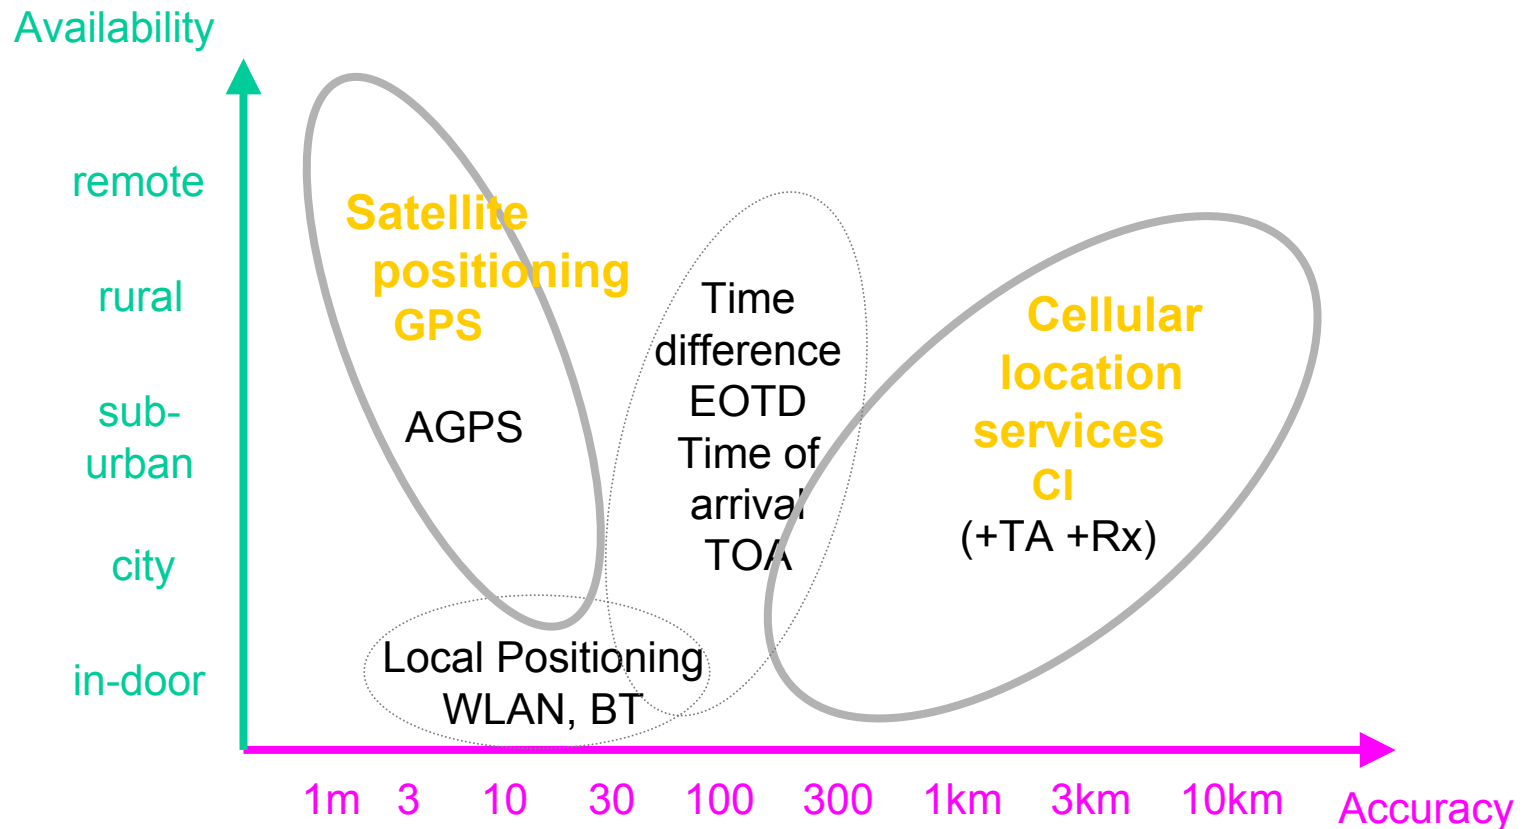 Availability
remote
rural
sub-
urban
city
in-door
Satellite
positioning
GPS
AGPS
Time
difference
EOTD
Time of
arrival
TOA
Cellular
location
services
CI
(+TA +Rx)
Local Positioning
WLAN, BT
1m 3 10 30 100 300 1km 3km 10km
Accuracy